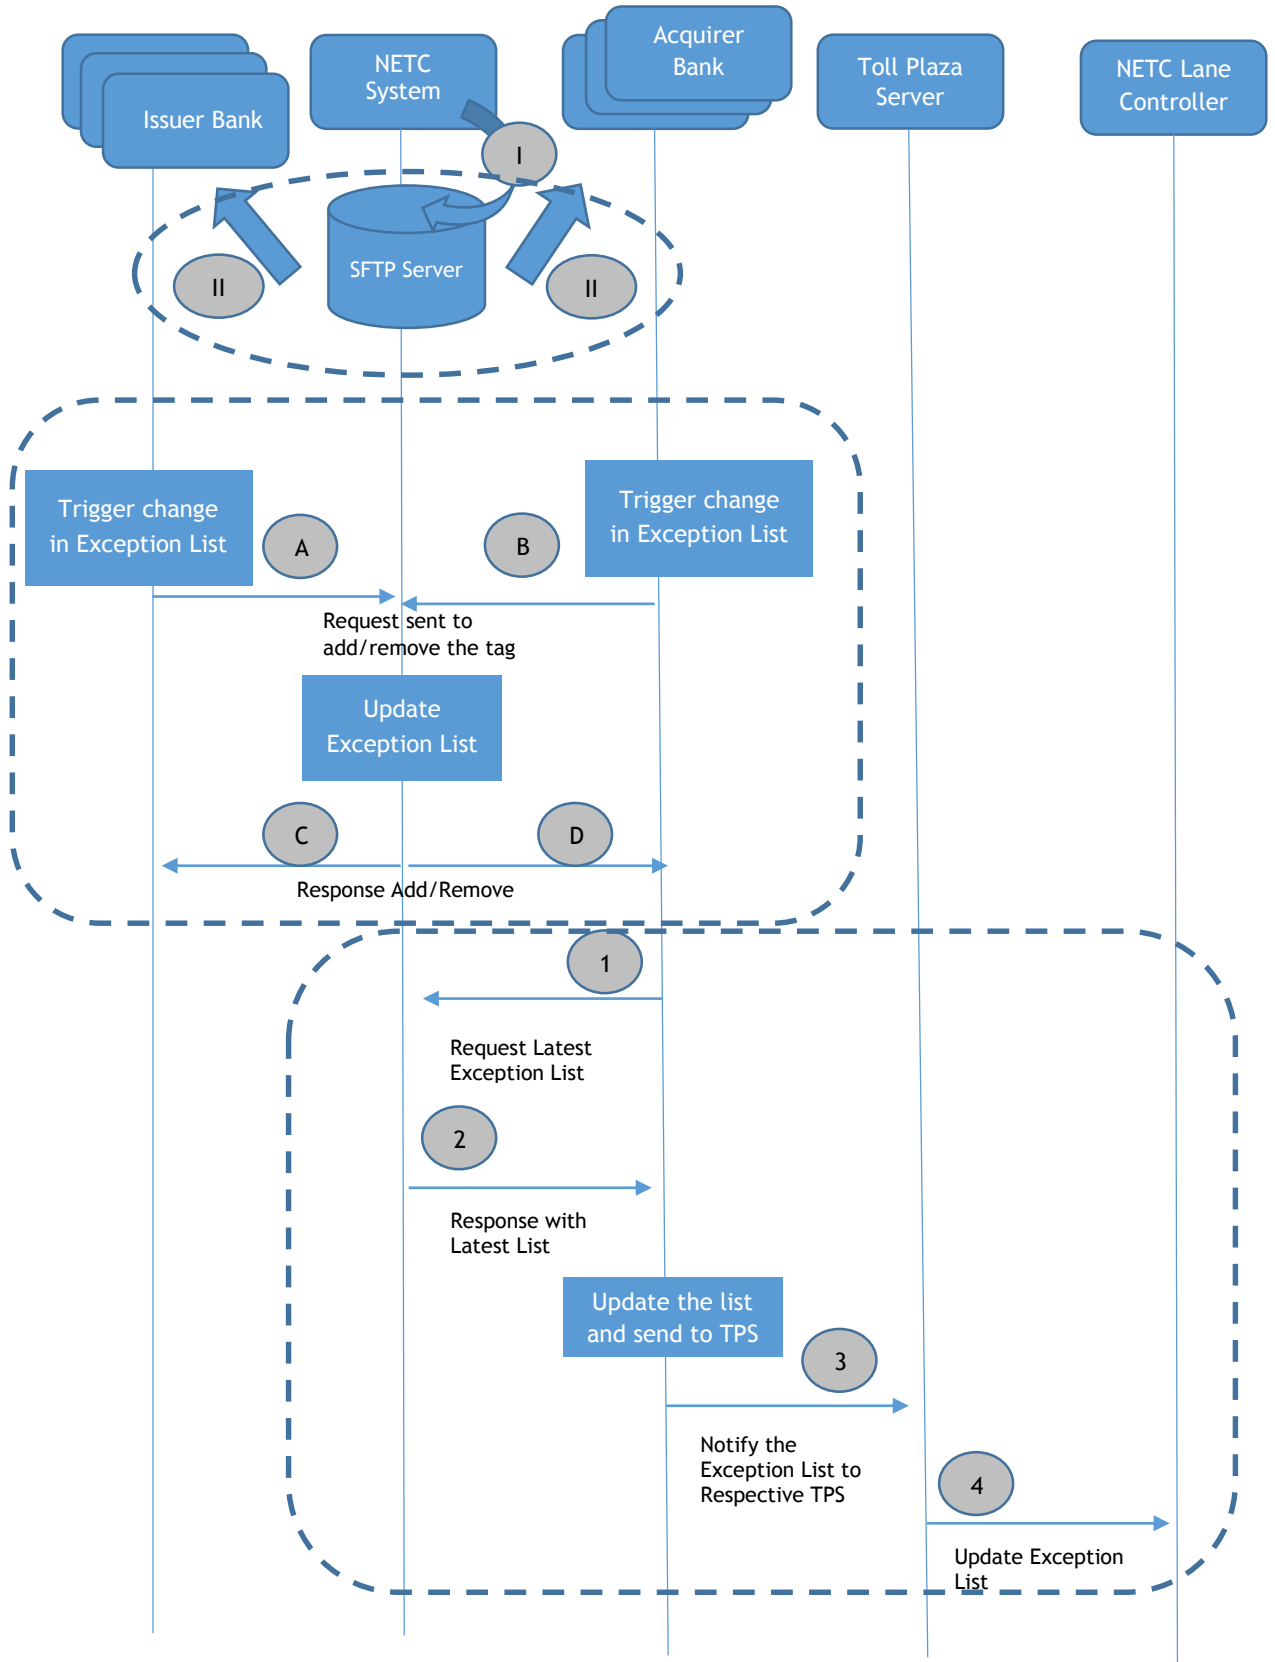 Issuer Bank
NETC
System
Acquirer
Bank
Toll Plaza
Server
NETC Lane
Controller
I
SFTP Server
II
II
Trigger change
in Exception List
Trigger change
in Exception List
A
B
Request sent to
add/remove the tag
Update
Exception List
C
D
Response Add/Remove
1
Request Latest
Exception List
2
Response with
Latest List
Update the list
and send to TPS
3
Notify the
Exception List to
Respective TPS
4
Update Exception
List